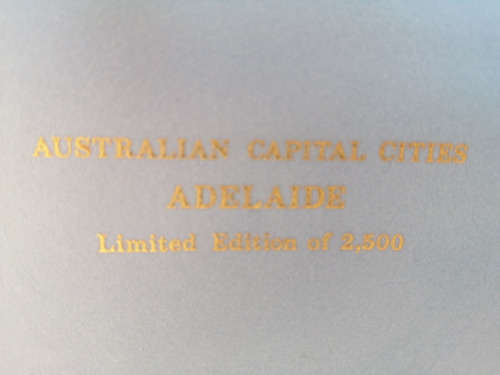 AUSTRALIAN CAPITAL CITIES
ADELAIDE
Limited Edition of 2,500